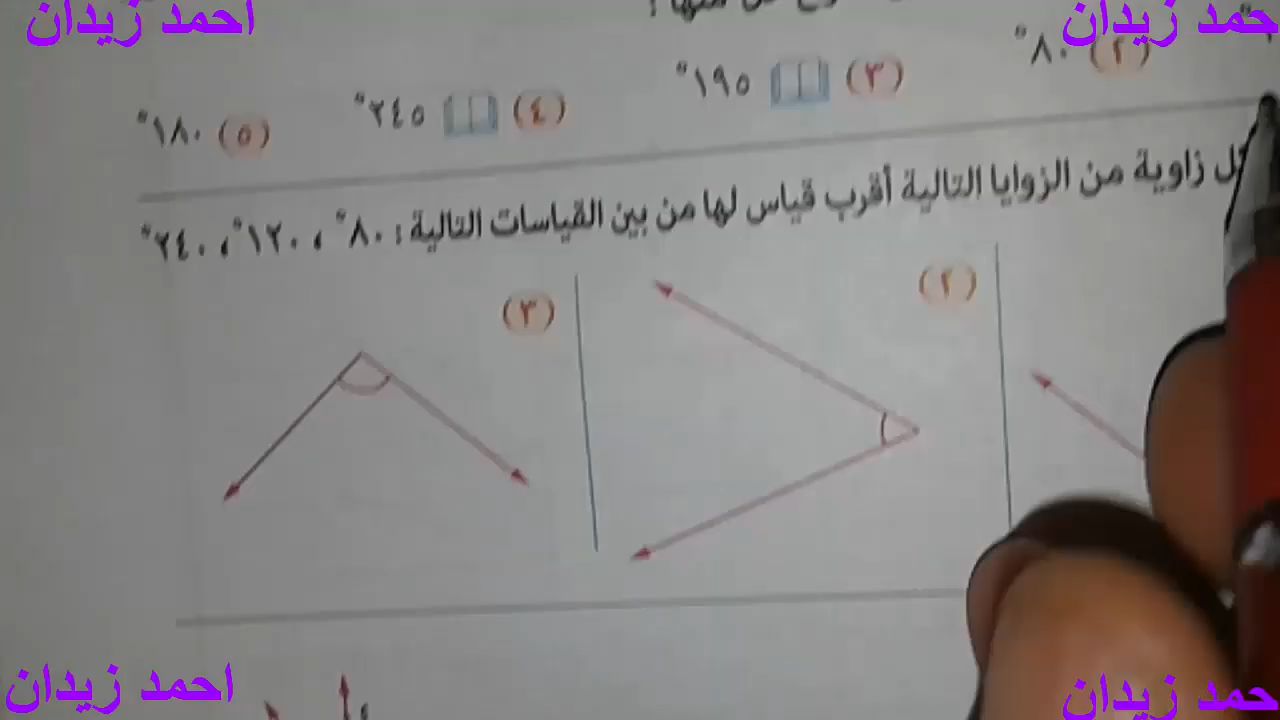 احمد زيدان
حمد زيدان
(٢) ٨٠°
(٣) ١٩٥°
(٤) ٢٤٥°
(٥) ١٨٠°
زاوية من الزوايا التالية أقرب قياس لها من بين القياسات التالية : ٨٠° ، ١٢٠° ، ٢٤٠°
(٢)
(٣)
احمد زيدان
حمد زيدان